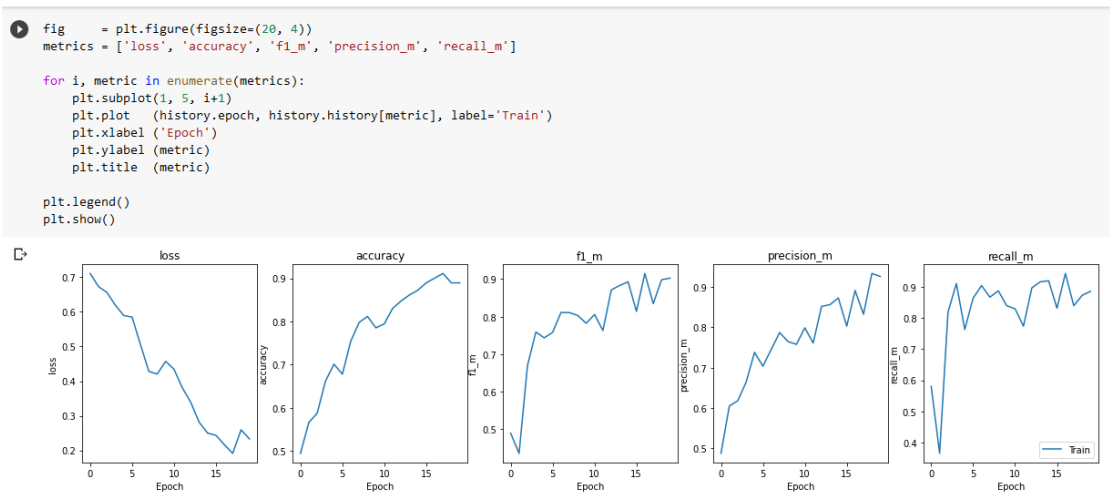 fig     = plt.figure(figsize=(20, 4))
metrics = ['loss', 'accuracy', 'f1_m', 'precision_m', 'recall_m']
for i, metric in enumerate(metrics):
    plt.subplot(1, 5, i+1)
    plt.plot   (history.epoch, history.history[metric], label='Train')
    plt.xlabel ('Epoch')
    plt.ylabel (metric)
    plt.title  (metric)
plt.legend()
plt.show()
loss
0.7
0.6
0.5
0.4
0.3
0.2
loss
0 5 10 15
Epoch
accuracy
0.9
0.8
0.7
0.6
0.5
accuracy
0 5 10 15
Epoch
f1_m
0.9
0.8
0.7
0.6
0.5
f1_m
0 5 10 15
Epoch
precision_m
0.9
0.8
0.7
0.6
0.5
precision_m
0 5 10 15
Epoch
recall_m
0.9
0.8
0.7
0.6
0.5
0.4
recall_m
0 5 10 15
Epoch
Train